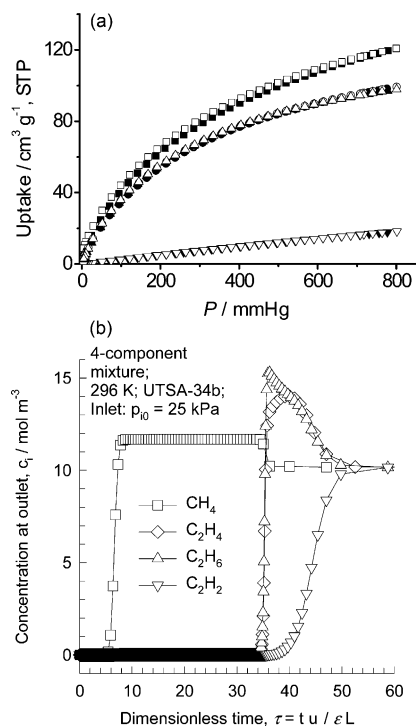 (a)
Uptake / cm³ g⁻¹, STP
120
80
40
0
0 200 400 600 800
P / mmHg
(b)
Concentration at outlet, cᵢ / mol m⁻³
15
10
5
0
4-component
mixture;
296 K; UTSA-34b;
Inlet: pᵢ₀ = 25 kPa
CH₄
C₂H₄
C₂H₆
C₂H₂
0 10 20 30 40 50 60
Dimensionless time, τ = t u / ε L